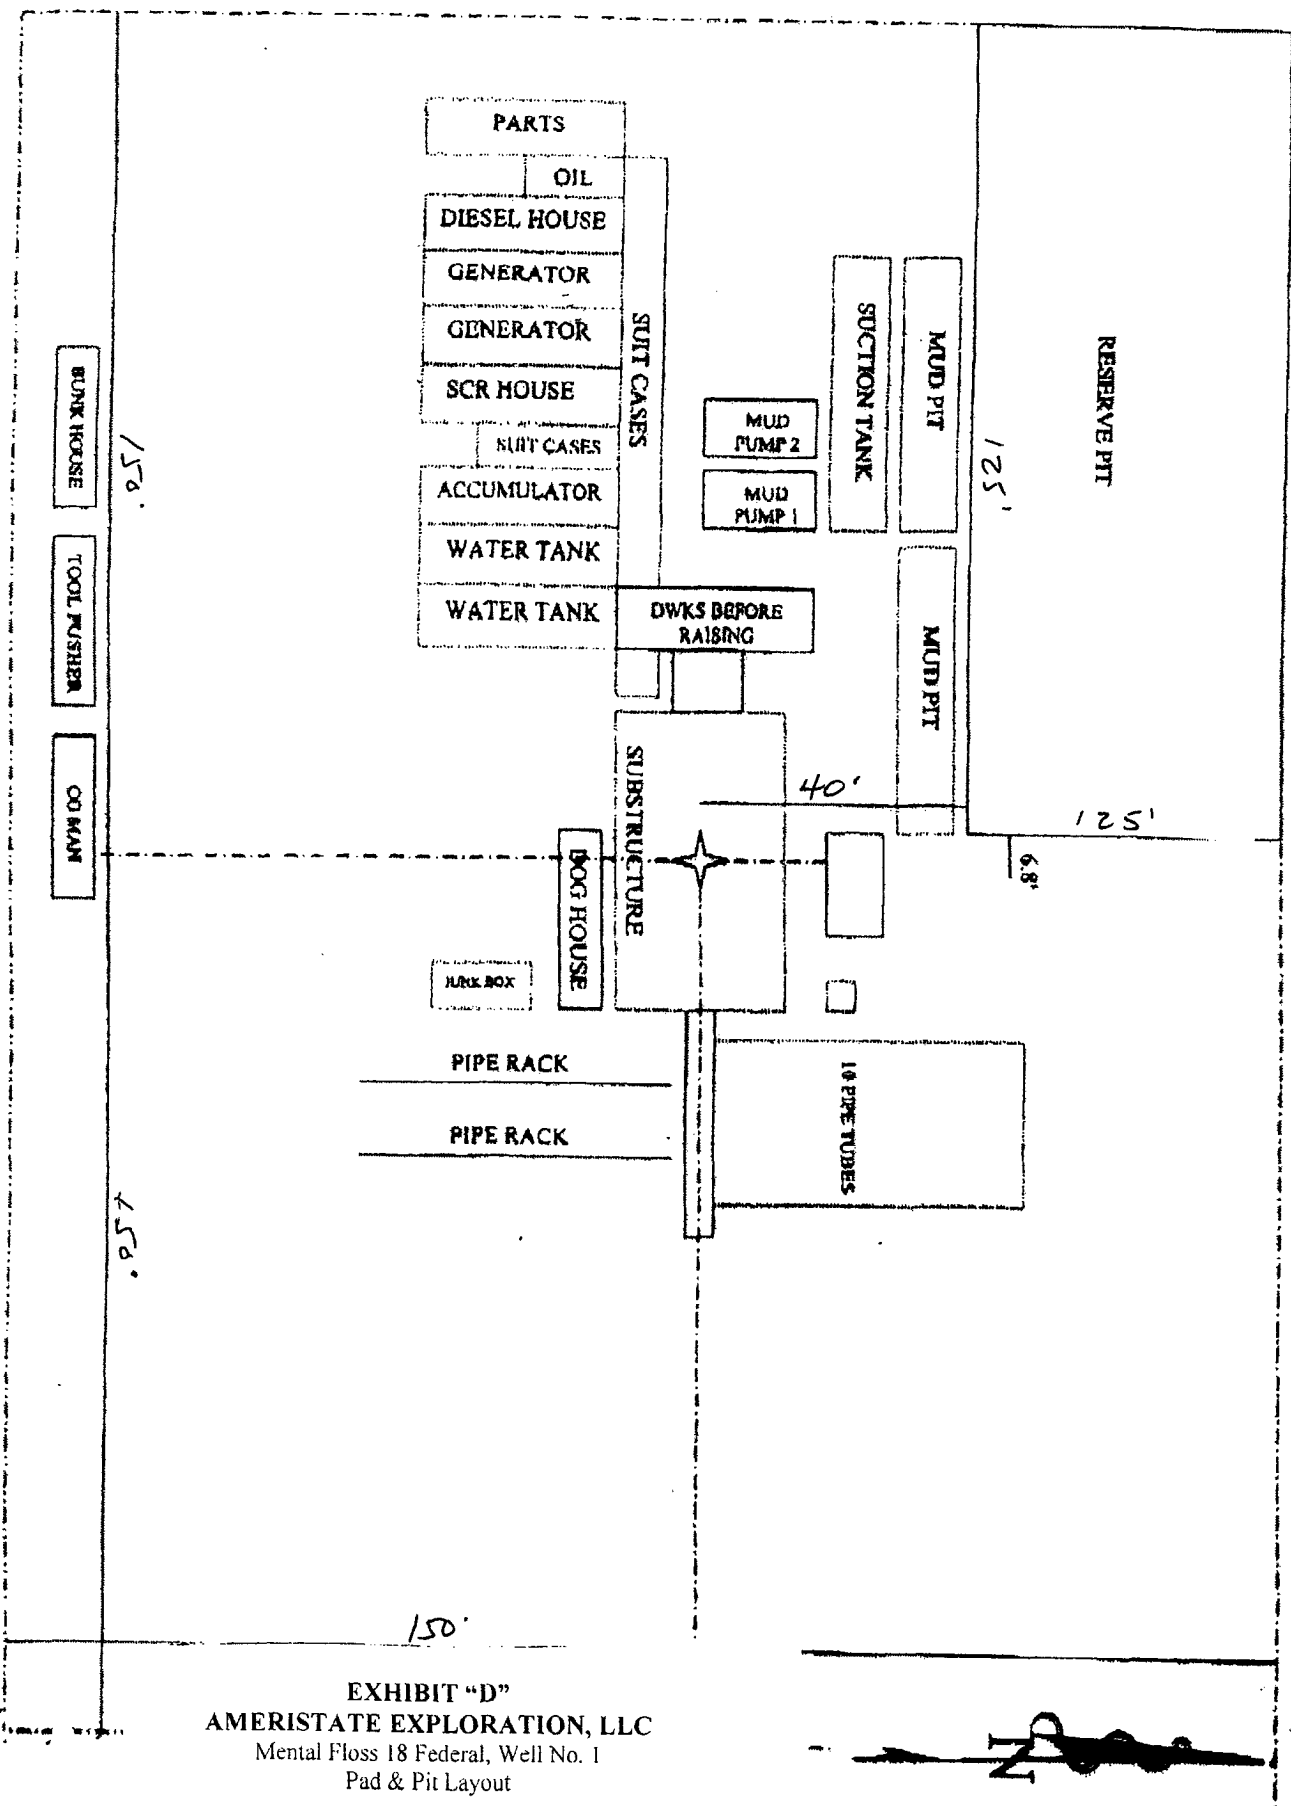 PARTS
OIL
DIESEL HOUSE
GENERATOR
GENERATOR
SCR HOUSE
SUIT CASES
ACCUMULATOR
WATER TANK
WATER TANK
SUIT CASES
DWKS BEFORE
RAISING
MUD
PUMP 2
MUD
PUMP 1
SUCTION TANK
MUD PIT
MUD PIT
125'
RESERVE PIT
BUNK HOUSE
TOOL PUSHER
CO MAN
150'
40'
125'
6.8'
SUBSTRUCTURE
DOG HOUSE
JUNK BOX
PIPE RACK
PIPE RACK
10 PIPE TUBES
150'
150'
N
EXHIBIT “D”
AMERISTATE EXPLORATION, LLC
Mental Floss 18 Federal, Well No. 1
Pad & Pit Layout